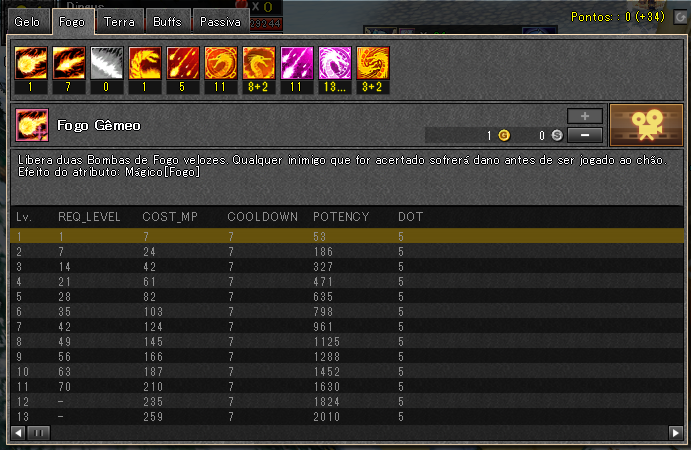 Dingus
X 0
29244
Gelo Fogo Terra Buffs Passiva
Pontos: : 0 (+34)
1 7 0 1 5 11 8+2 11 13... 3+2
Fogo Gêmeo
1 G 0 S
Libera duas Bombas de Fogo velozes. Qualquer inimigo que for acertado sofrerá dano antes de ser jogado ao chão.
Efeito do atributo: Mágico[Fogo]
Lv. REQ_LEVEL COST_MP COOLDOWN POTENCY DOT
1 1 7 7 53 5
2 7 24 7 186 5
3 14 42 7 327 5
4 21 61 7 471 5
5 28 82 7 635 5
6 35 103 7 798 5
7 42 124 7 961 5
8 49 145 7 1125 5
9 56 166 7 1288 5
10 63 187 7 1452 5
11 70 210 7 1630 5
12 - 235 7 1824 5
13 - 259 7 2010 5